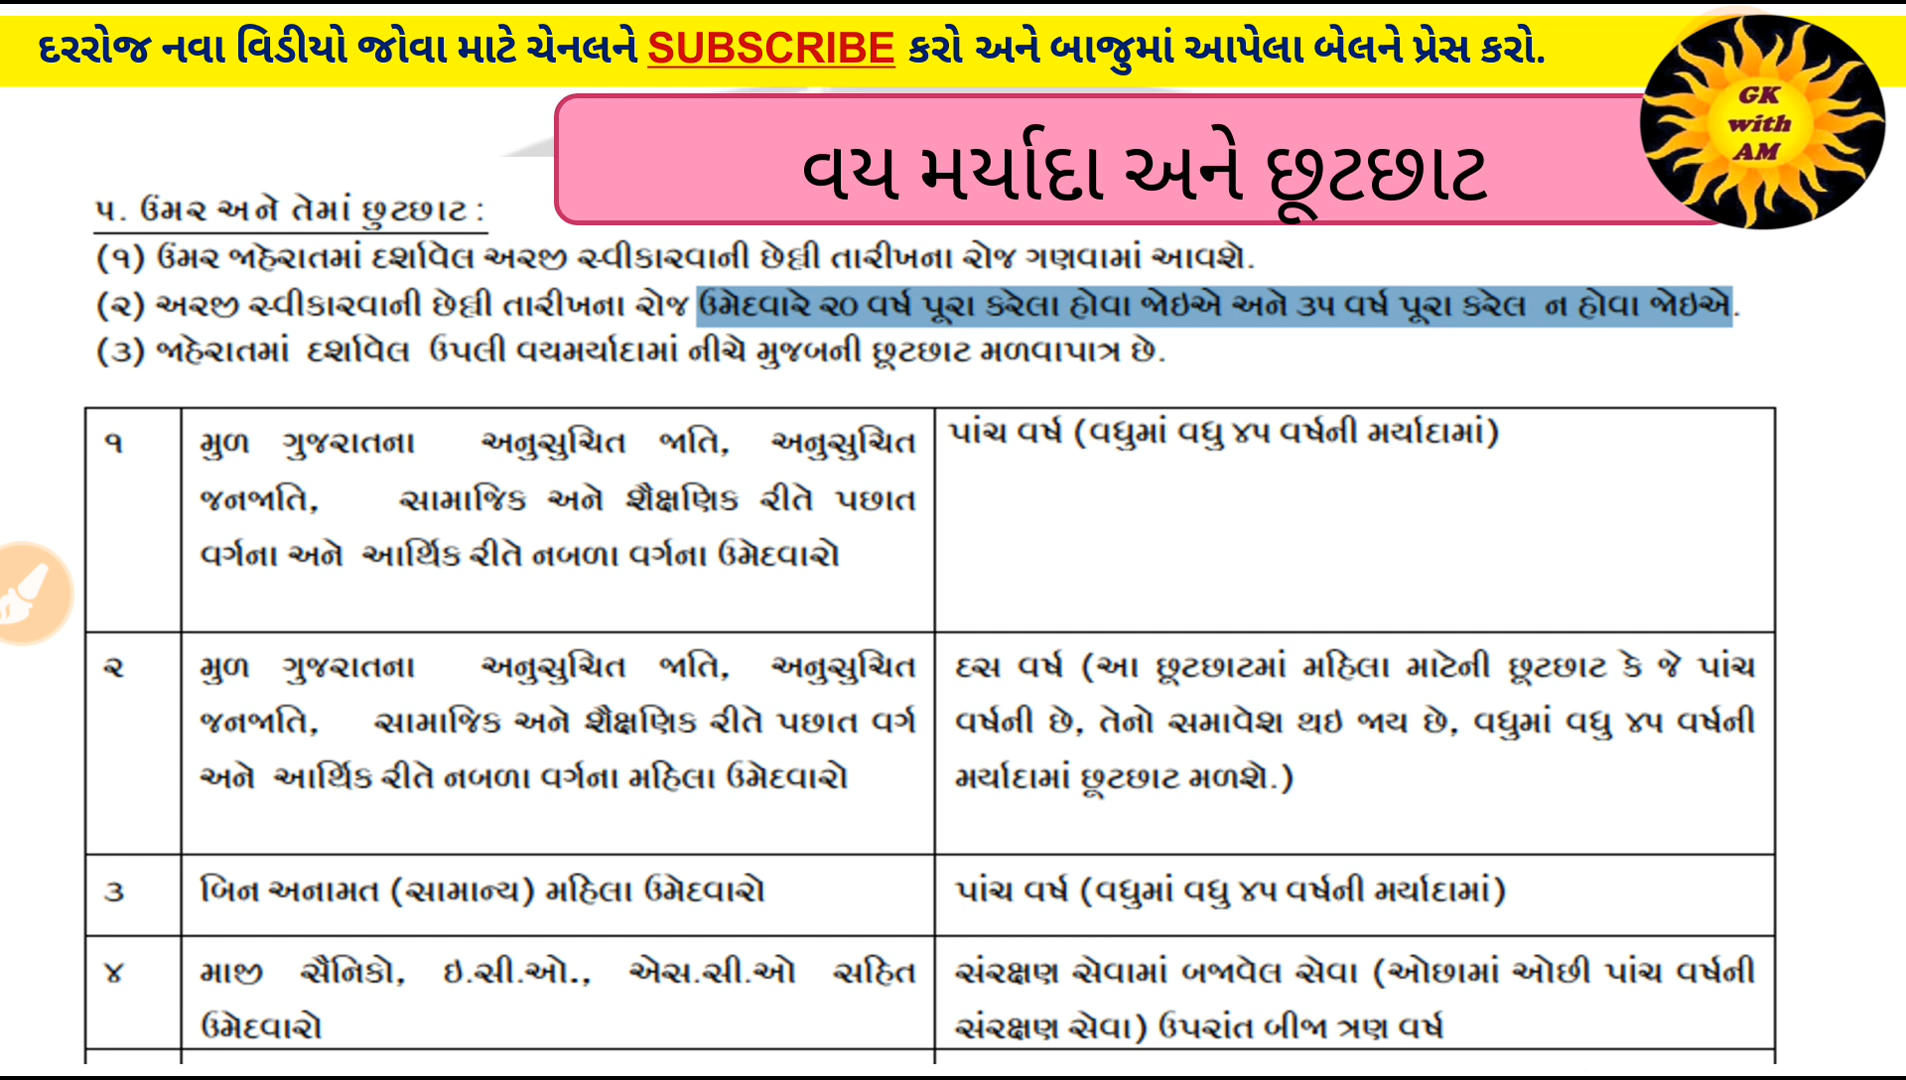 દરરોજ નવા વિડીયો જોવા માટે ચેનલને SUBSCRIBE કરો અને બાજુમાં આપેલા બેલને પ્રેસ કરો.
GK
with
AM
વય મર્યાદા અને છૂટછાટ
૫. ઉંમર અને તેમાં છુટછાટ :
(૧) ઉંમર જાહેરાતમાં દર્શાવેલ અરજી સ્વીકારવાની છેલ્લી તારીખના રોજ ગણવામાં આવશે.
(૨) અરજી સ્વીકારવાની છેલ્લી તારીખના રોજ ઉમેદવારે ૨૦ વર્ષ પૂરા કરેલા હોવા જોઇએ અને ૩૫ વર્ષ પૂરા કરેલ ન હોવા જોઇએ.
(૩) જાહેરાતમાં દર્શાવેલ ઉપલી વયમર્યાદામાં નીચે મુજબની છૂટછાટ મળવાપાત્ર છે.
૧
મુળ ગુજરાતના અનુસુચિત જાતિ, અનુસુચિત
જનજાતિ, સામાજિક અને શૈક્ષણિક રીતે પછાત
વર્ગના અને આર્થિક રીતે નબળા વર્ગના ઉમેદવારો
પાંચ વર્ષ (વધુમાં વધુ ૪૫ વર્ષની મર્યાદામાં)
૨
મુળ ગુજરાતના અનુસુચિત જાતિ, અનુસુચિત
જનજાતિ, સામાજિક અને શૈક્ષણિક રીતે પછાત વર્ગ
અને આર્થિક રીતે નબળા વર્ગના મહિલા ઉમેદવારો
દસ વર્ષ (આ છૂટછાટમાં મહિલા માટેની છૂટછાટ કે જે પાંચ
વર્ષની છે, તેનો સમાવેશ થઇ જાય છે, વધુમાં વધુ ૪૫ વર્ષની
મર્યાદામાં છૂટછાટ મળશે.)
૩
બિન અનામત (સામાન્ય) મહિલા ઉમેદવારો
પાંચ વર્ષ (વધુમાં વધુ ૪૫ વર્ષની મર્યાદામાં)
૪
માજી સૈનિકો, ઇ.સી.ઓ., એસ.સી.ઓ સહિત
ઉમેદવારો
સંરક્ષણ સેવામાં બજાવેલ સેવા (ઓછામાં ઓછી પાંચ વર્ષની
સંરક્ષણ સેવા) ઉપરાંત બીજા ત્રણ વર્ષ